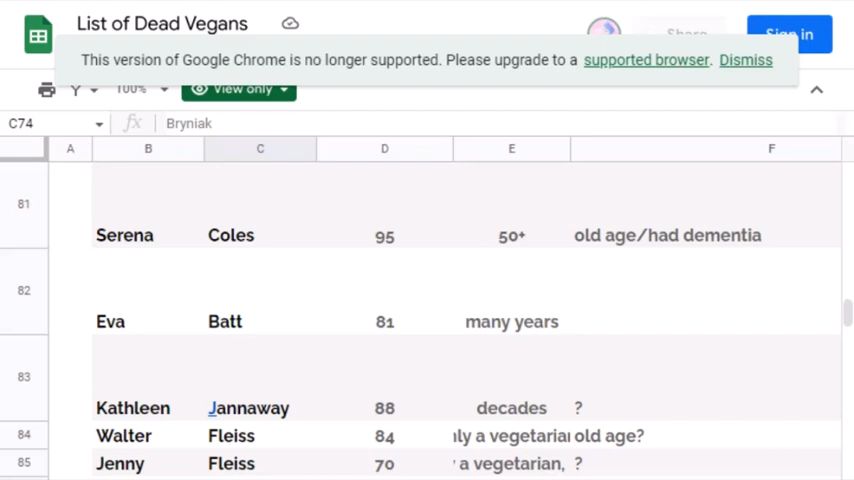 List of Dead Vegans
Sign in
This version of Google Chrome is no longer supported. Please upgrade to a supported browser. Dismiss
100% View only
C74 fx Bryniak
A B C D E F
81 Serena Coles 95 50+ old age/had dementia
82 Eva Batt 81 many years
83 Kathleen Jannaway 88 decades ?
84 Walter Fleiss 84 a vegetarian old age?
85 Jenny Fleiss 70 a vegetarian, ?